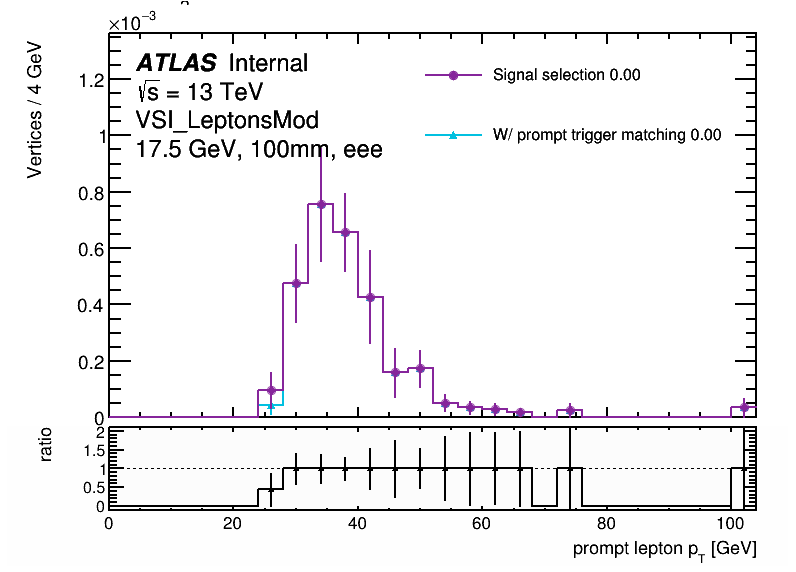 ×10⁻³
ATLAS Internal
√s = 13 TeV
VSI_LeptonsMod
17.5 GeV, 100mm, eee
Signal selection 0.00
W/ prompt trigger matching 0.00
Vertices / 4 GeV
1.2
1
0.8
0.6
0.4
0.2
0
ratio
2
1.5
1
0.5
0
0 20 40 60 80 100
prompt lepton p_T [GeV]